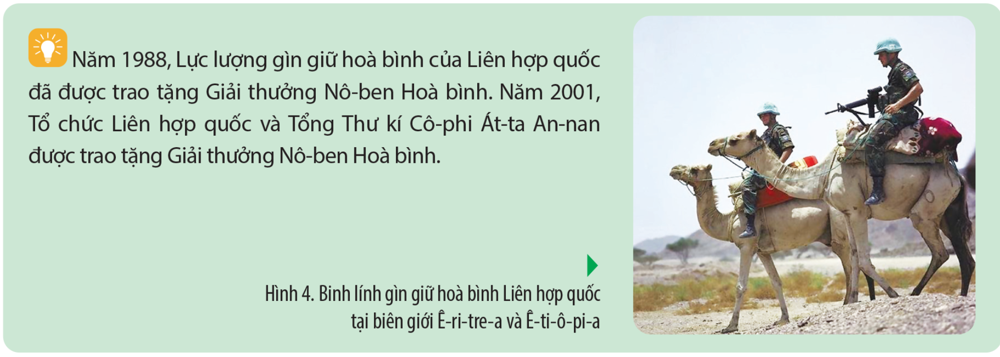 Năm 1988, Lực lượng gìn giữ hoà bình của Liên hợp quốc
đã được trao tặng Giải thưởng Nô-ben Hoà bình. Năm 2001,
Tổ chức Liên hợp quốc và Tổng Thư kí Cô-phi Át-ta An-nan
được trao tặng Giải thưởng Nô-ben Hoà bình.
Hình 4. Binh lính gìn giữ hoà bình Liên hợp quốc
tại biên giới Ê-ri-tre-a và Ê-ti-ô-pi-a